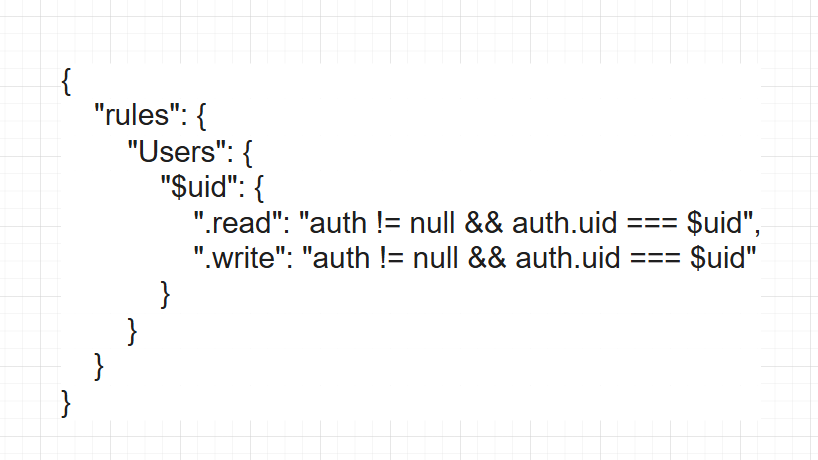 {
"rules": {
"Users": {
"$uid": {
".read": "auth != null && auth.uid === $uid",
".write": "auth != null && auth.uid === $uid"
}
}
}
}